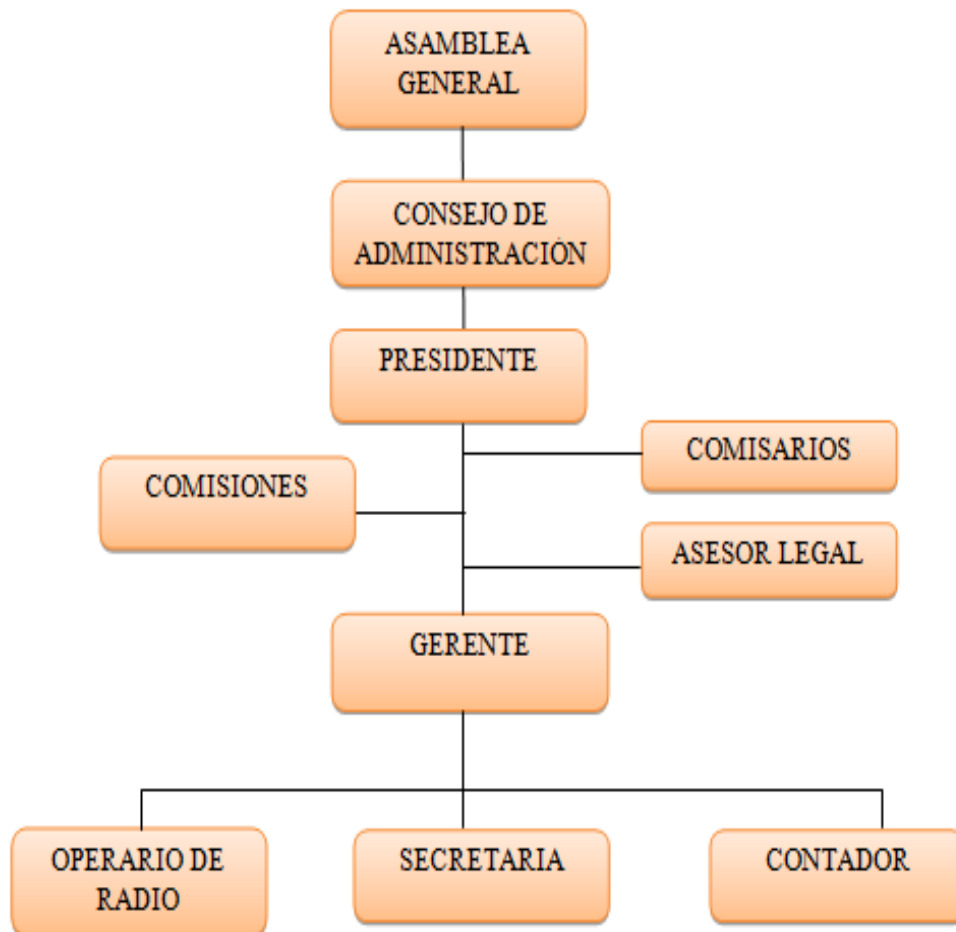 ASAMBLEA
GENERAL
CONSEJO DE
ADMINISTRACIÓN
PRESIDENTE
COMISARIOS
COMISIONES
ASESOR LEGAL
GERENTE
OPERARIO DE
RADIO
SECRETARIA
CONTADOR